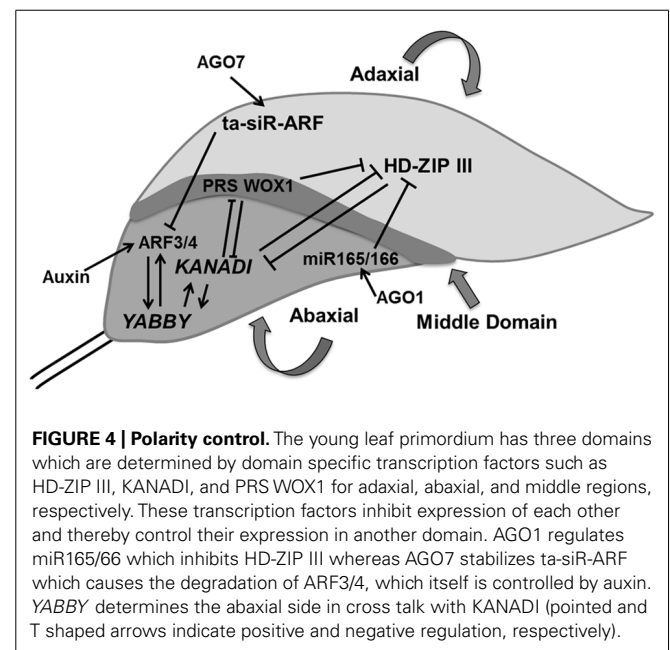 AGO7
Adaxial
ta-siR-ARF
HD-ZIP III
PRS WOX1
ARF3/4
KANADI
miR165/166
Auxin
AGO1
YABBY
Abaxial
Middle Domain
FIGURE 4 | Polarity control. The young leaf primordium has three domains
which are determined by domain specific transcription factors such as
HD-ZIP III, KANADI, and PRS WOX1 for adaxial, abaxial, and middle regions,
respectively. These transcription factors inhibit expression of each other
and thereby control their expression in another domain. AGO1 regulates
miR165/66 which inhibits HD-ZIP III whereas AGO7 stabilizes ta-siR-ARF
which causes the degradation of ARF3/4, which itself is controlled by auxin.
YABBY determines the abaxial side in cross talk with KANADI (pointed and
T shaped arrows indicate positive and negative regulation, respectively).